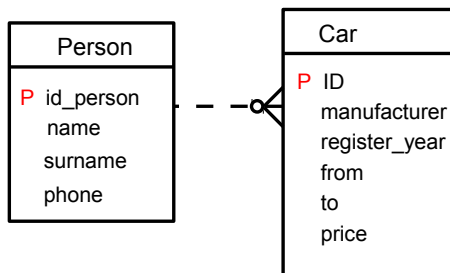 Person
P id_person
name
surname
phone
Car
P ID
manufacturer
register_year
from
to
price